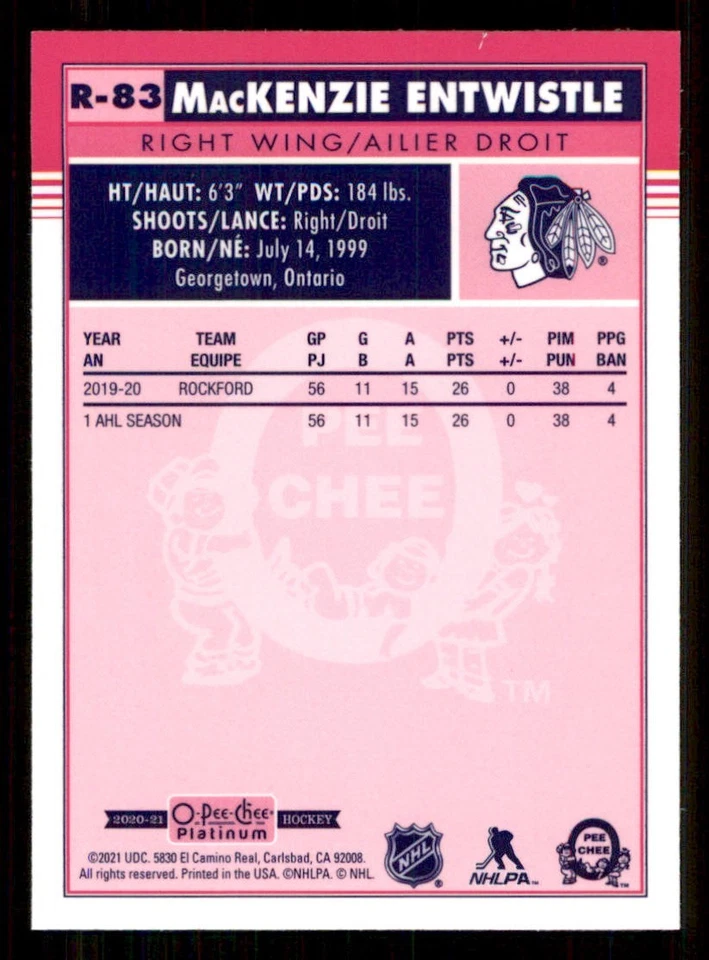 R-83 MacKENZIE ENTWISTLE
RIGHT WING/AILIER DROIT
HT/HAUT: 6'3" WT/PDS: 184 lbs.
SHOOTS/LANCE: Right/Droit
BORN/NÉ: July 14, 1999
Georgetown, Ontario
®
YEAR TEAM GP G A PTS +/- PIM PPG
AN EQUIPE PJ B A PTS +/- PUN BAN
2019-20 ROCKFORD 56 11 15 26 0 38 4
1 AHL SEASON 56 11 15 26 0 38 4
PEE
CHEE
TM
2020-21 O-Pee-Chee HOCKEY
Platinum
©2021 UDC. 5830 El Camino Real, Carlsbad, CA 92008.
All rights reserved. Printed in the USA. ©NHLPA. © NHL.
NHL ®
NHLPA™
PEE
CHEE
TM